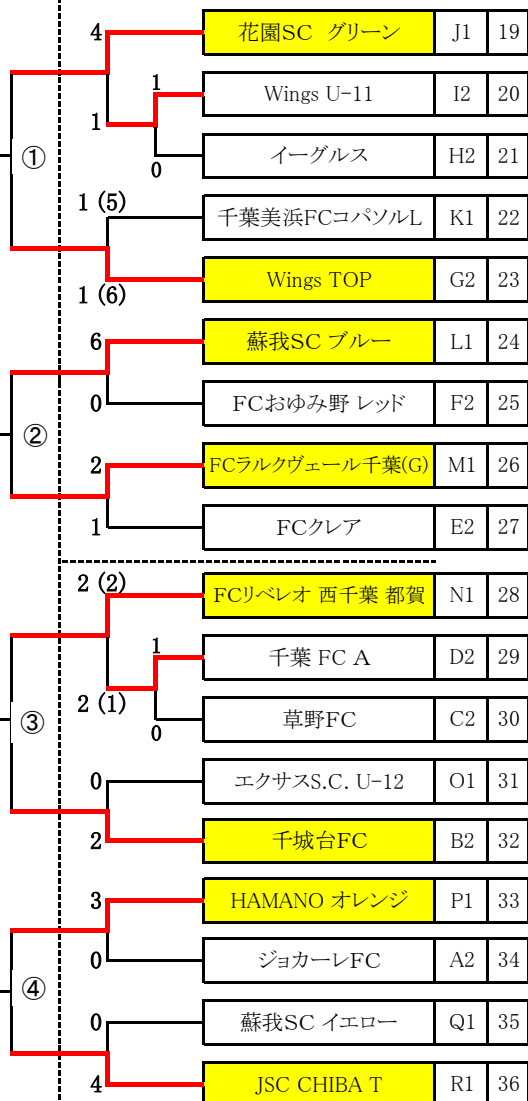 4 花園SC グリーン J1 19
1 Wings U-11 I2 20
1
① イーグルス H2 21
0
1 (5) 千葉美浜FCコパソルL K1 22
1 (6) Wings TOP G2 23
6 蘇我SC ブルー L1 24
0 FCおゆみ野 レッド F2 25
②
2 FCラルクヴェール千葉(G) M1 26
1 FCクレア E2 27
2 (2) FCリベレオ 西千葉 都賀 N1 28
1 千葉 FC A D2 29
2 (1)
③ 草野FC C2 30
0
0 エクサスS.C. U-12 O1 31
2 千城台FC B2 32
3 HAMANO オレンジ P1 33
0 ジョカーレFC A2 34
④
0 蘇我SC イエロー Q1 35
4 JSC CHIBA T R1 36